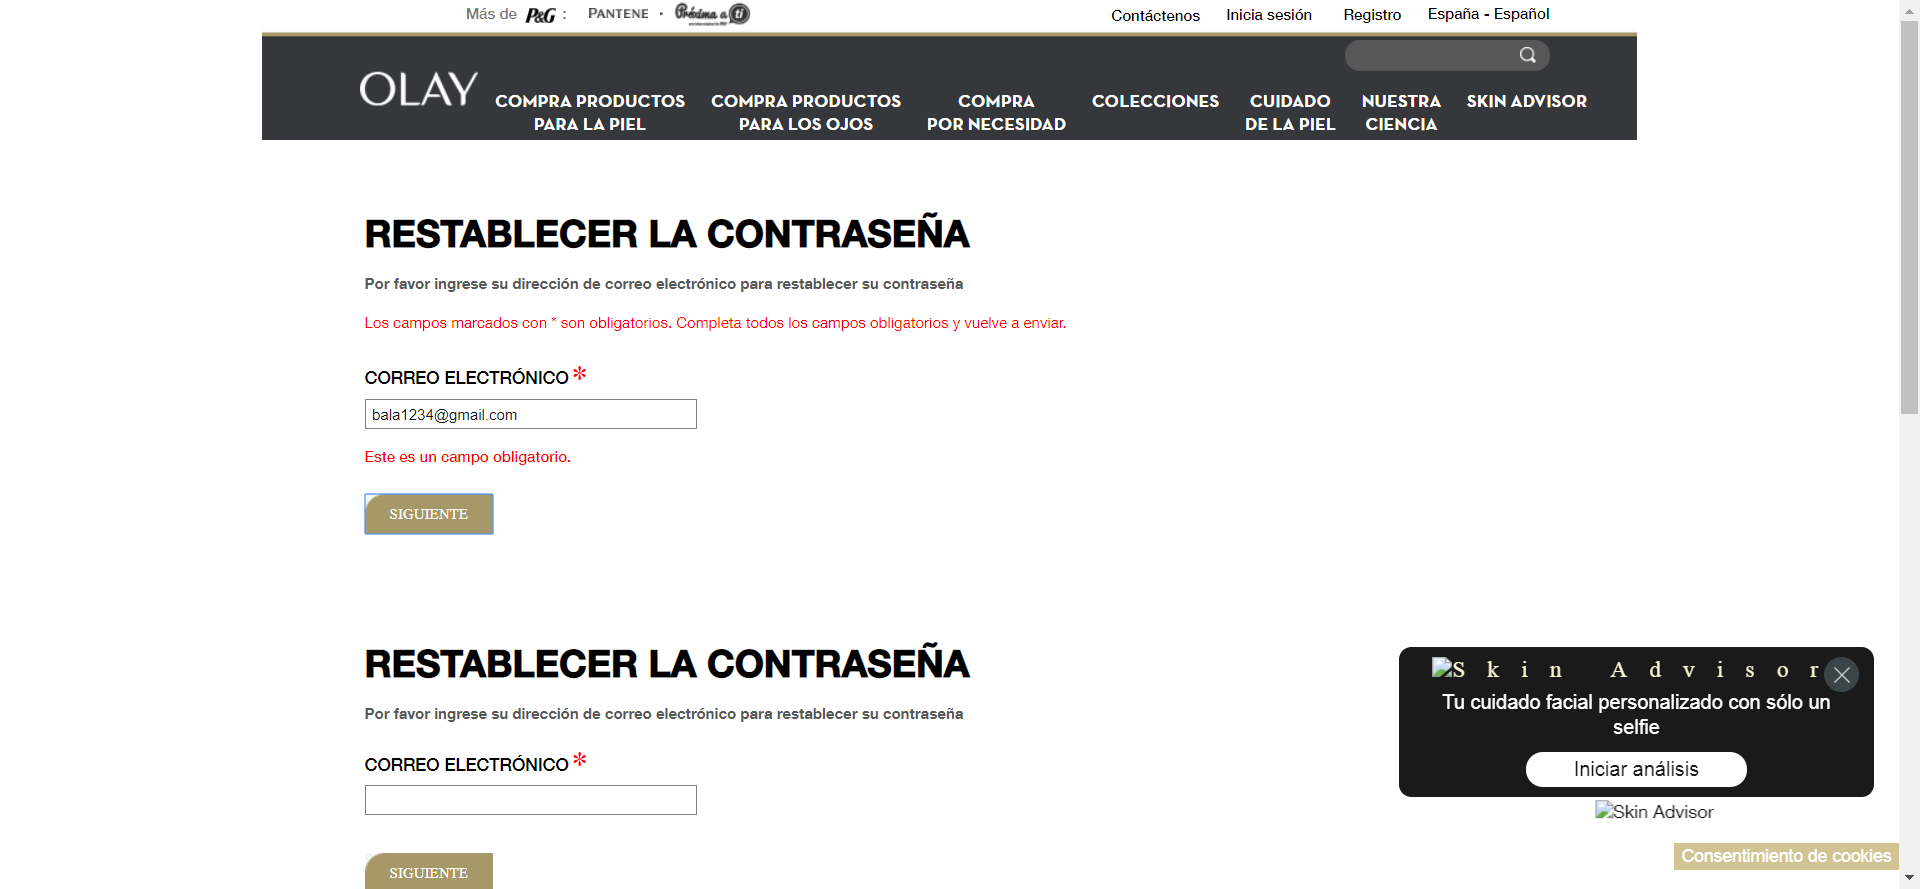 Más de P&G :
PANTENE · Próxima a ti
Contáctenos
Inicia sesión
Registro
España - Español
OLAY
COMPRA PRODUCTOS
PARA LA PIEL
COMPRA PRODUCTOS
PARA LOS OJOS
COMPRA
POR NECESIDAD
COLECCIONES
CUIDADO
DE LA PIEL
NUESTRA
CIENCIA
SKIN ADVISOR
RESTABLECER LA CONTRASEÑA
Por favor ingrese su dirección de correo electrónico para restablecer su contraseña
Los campos marcados con * son obligatorios. Completa todos los campos obligatorios y vuelve a enviar.
CORREO ELECTRÓNICO *
bala1234@gmail.com
Este es un campo obligatorio.
SIGUIENTE
RESTABLECER LA CONTRASEÑA
Por favor ingrese su dirección de correo electrónico para restablecer su contraseña
CORREO ELECTRÓNICO *
SIGUIENTE
Skin Advisor
Tu cuidado facial personalizado con sólo un
selfie
Iniciar análisis
Skin Advisor
Consentimiento de cookies